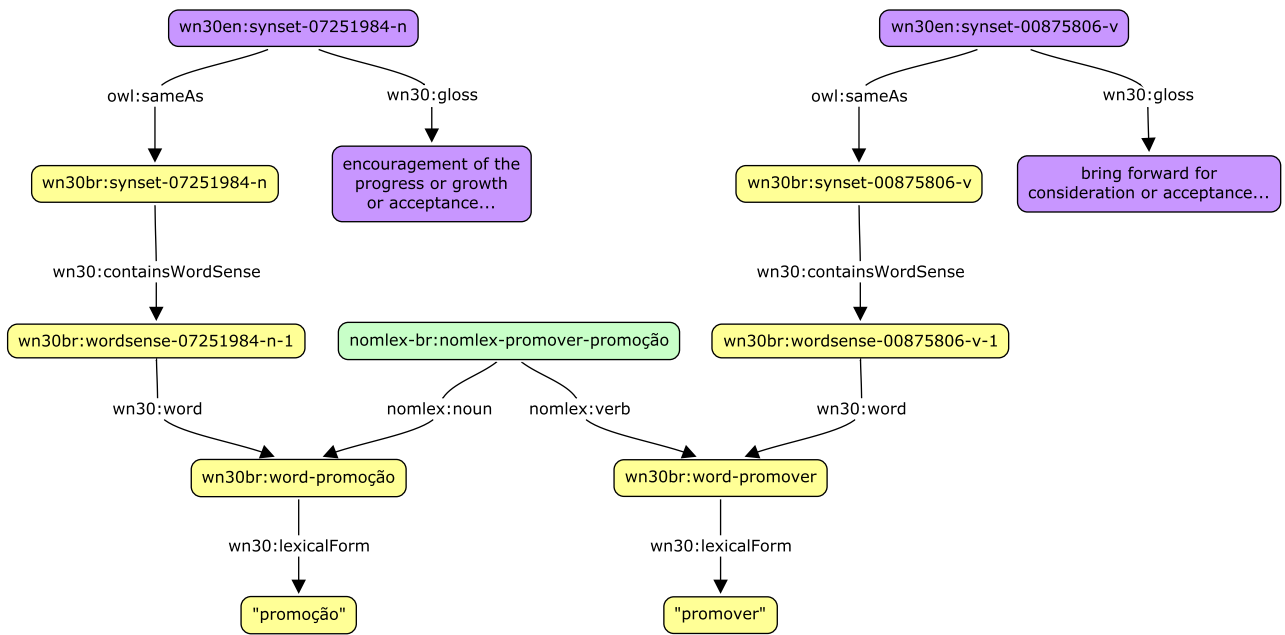 wn30en:synset-07251984-n
wn30en:synset-00875806-v
owl:sameAs
wn30:gloss
owl:sameAs
wn30:gloss
encouragement of the
progress or growth
or acceptance...
wn30br:synset-07251984-n
wn30br:synset-00875806-v
bring forward for
consideration or acceptance...
wn30:containsWordSense
wn30:containsWordSense
wn30br:wordsense-07251984-n-1
nomlex-br:nomlex-promover-promoção
wn30br:wordsense-00875806-v-1
wn30:word
nomlex:noun
nomlex:verb
wn30:word
wn30br:word-promoção
wn30br:word-promover
wn30:lexicalForm
wn30:lexicalForm
"promoção"
"promover"